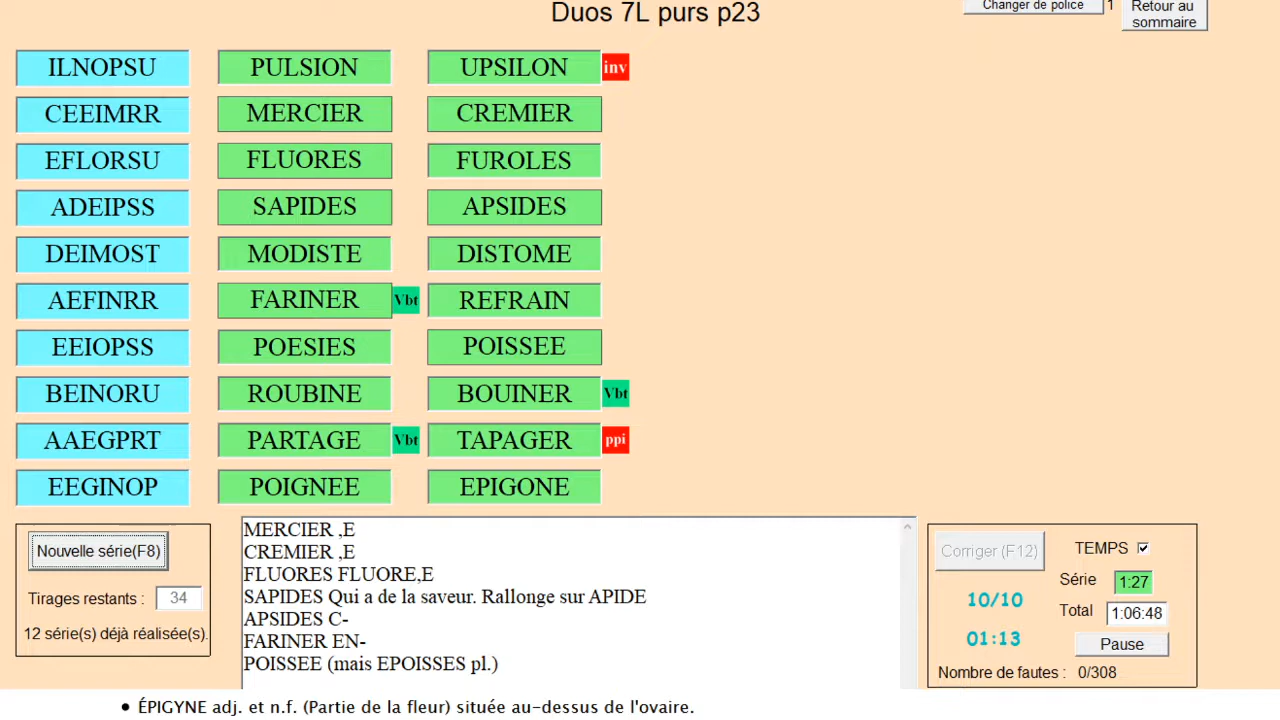 Duos 7L purs p23
Changer de police 1 Retour au sommaire
ILNOPSU PULSION UPSILON inv
CEEIMRR MERCIER CREMIER
EFLORSU FLUORES FUROLES
ADEIPSS SAPIDES APSIDES
DEIMOST MODISTE DISTOME
AEFINRR FARINER Vbt REFRAIN
EEIOPSS POESIES POISSEE
BEINORU ROUBINE BOUINER Vbt
AAEGPRT PARTAGE Vbt TAPAGER ppi
EEGINOP POIGNEE EPIGONE
Nouvelle série(F8)
Tirages restants : 34
12 série(s) déjà réalisée(s).
MERCIER ,E
CREMIER ,E
FLUORES FLUORE,E
SAPIDES Qui a de la saveur. Rallonge sur APIDE
APSIDES C-
FARINER EN-
POISSEE (mais EPOISSES pl.)
Corriger (F12) TEMPS
Série 1:27
10/10
Total 1:06:48
01:13
Pause
Nombre de fautes : 0/308
• ÉPIGYNE adj. et n.f. (Partie de la fleur) située au-dessus de l'ovaire.